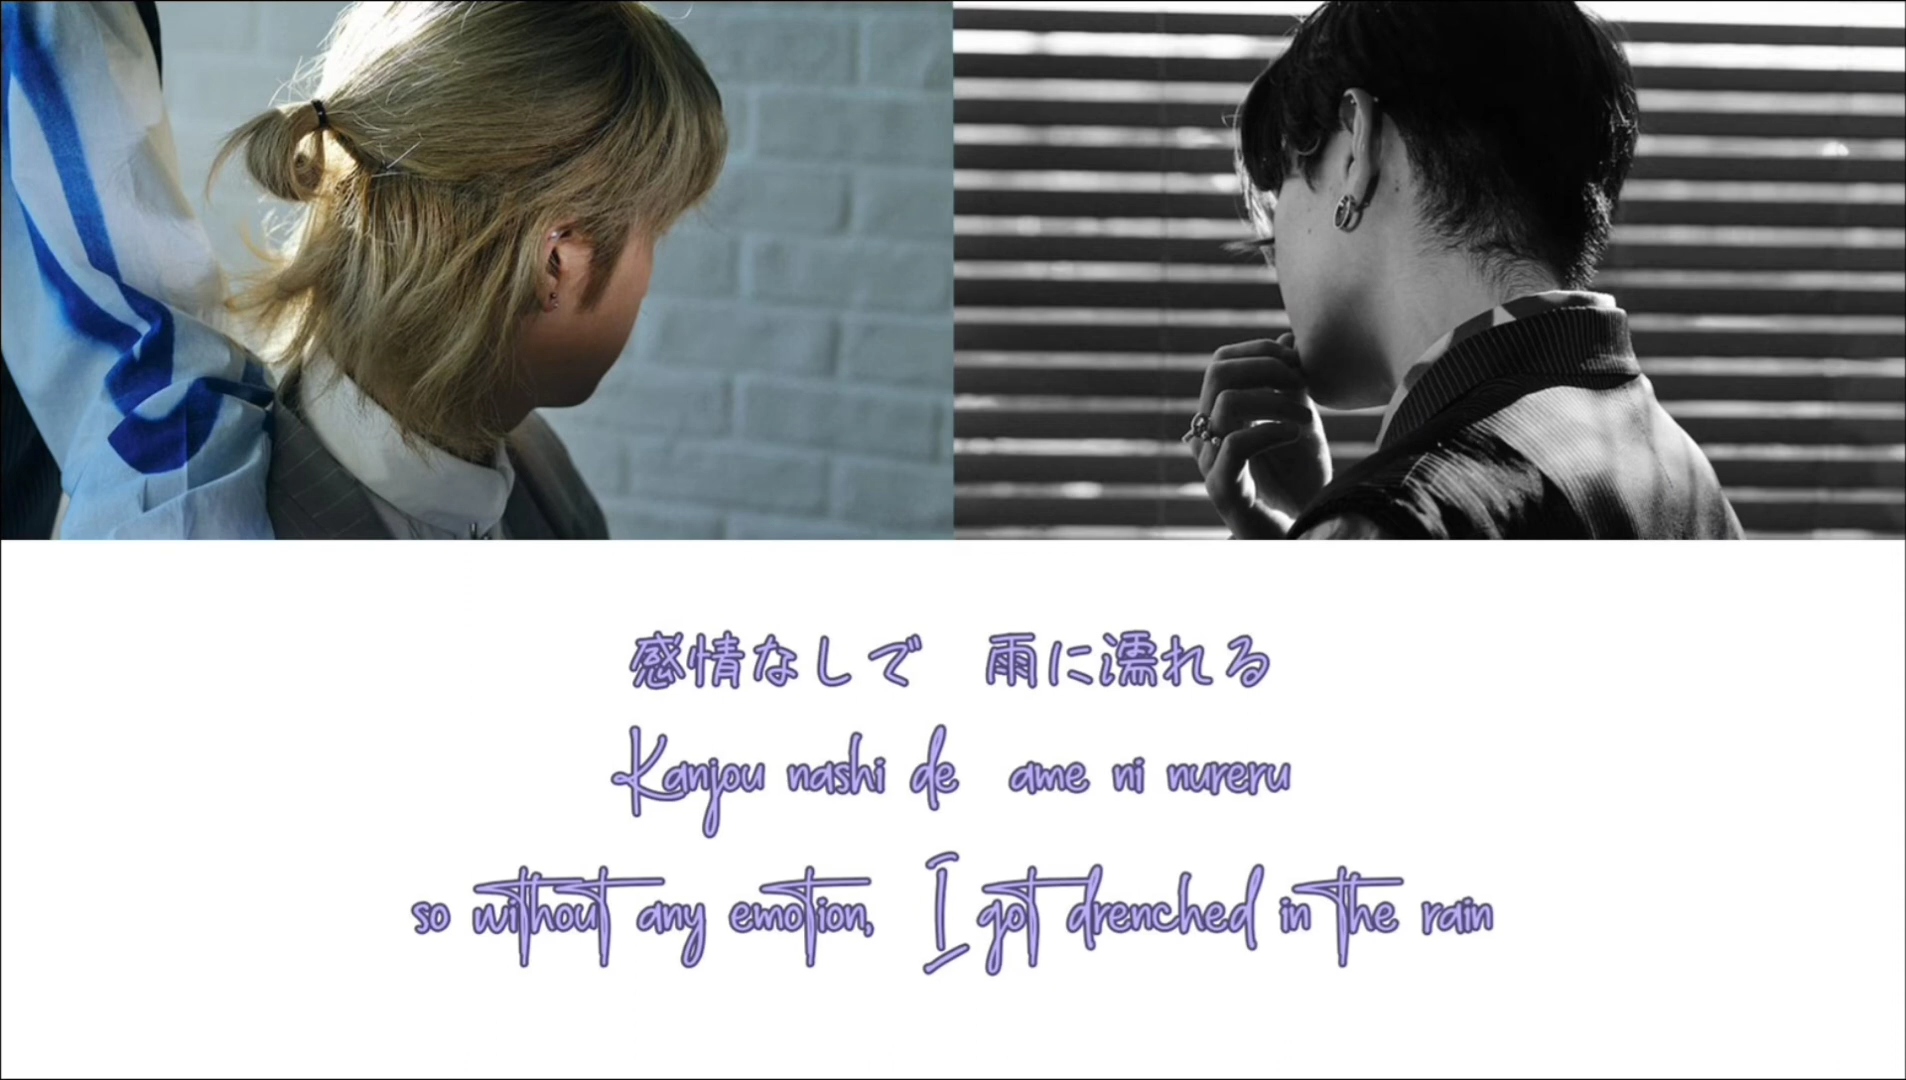 感情なしで　雨に濡れる
Kanjou nashi de  ame ni nureru
so without any emotion,  I got drenched in the rain